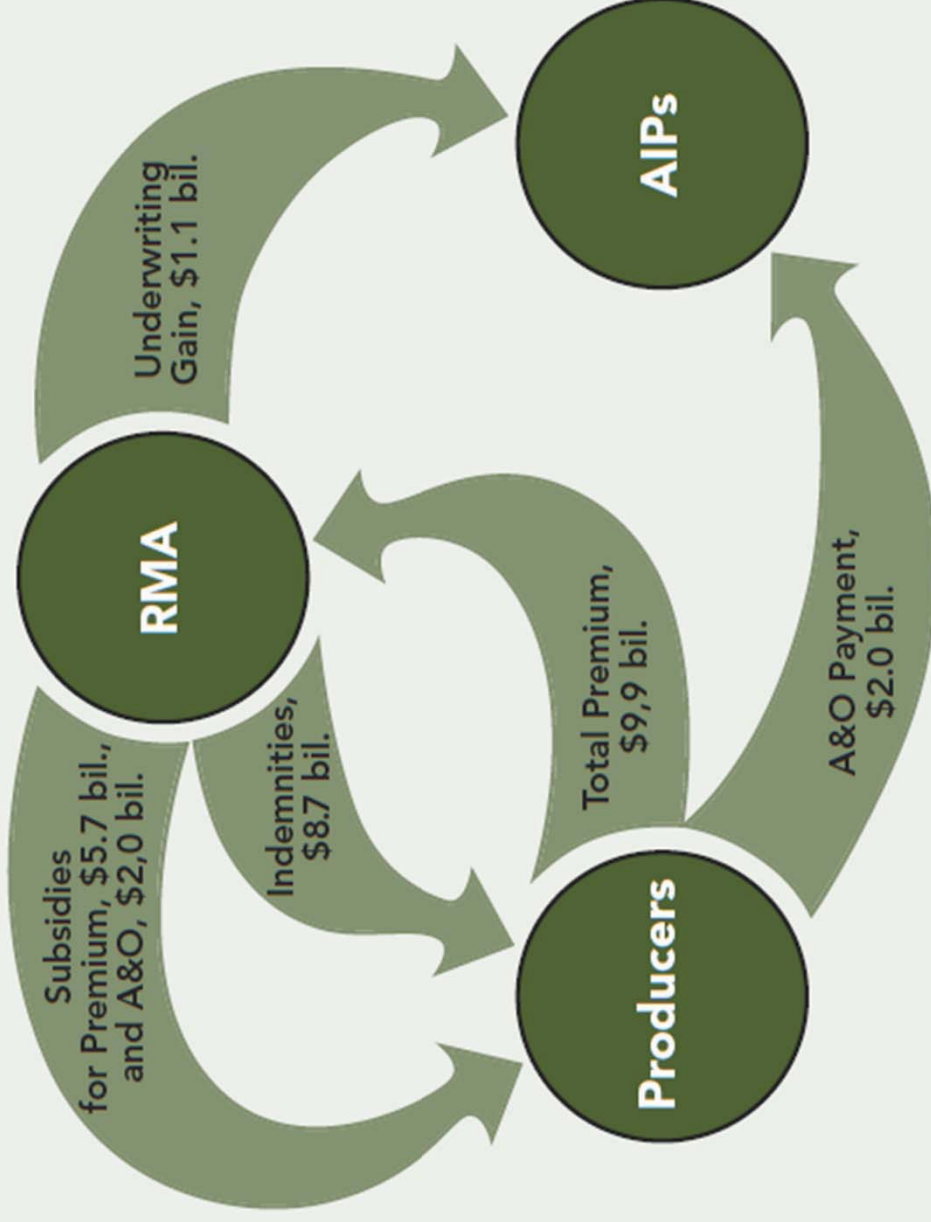 Subsidies
for Premium, $5.7 bil.,
and A&O, $2,0 bil.
RMA
Underwriting
Gain, $1.1 bil.
Indemnities,
$8.7 bil.
Total Premium,
$9,9 bil.
Producers
AIPs
A&O Payment,
$2.0 bil.